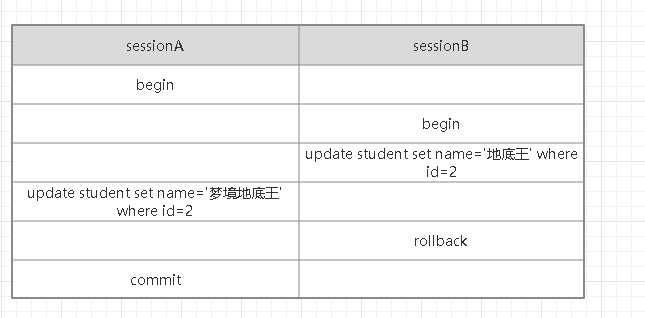 sessionA
sessionB
begin
begin
update student set name='地底王' where
id=2
update student set name='梦境地底王'
where id=2
rollback
commit